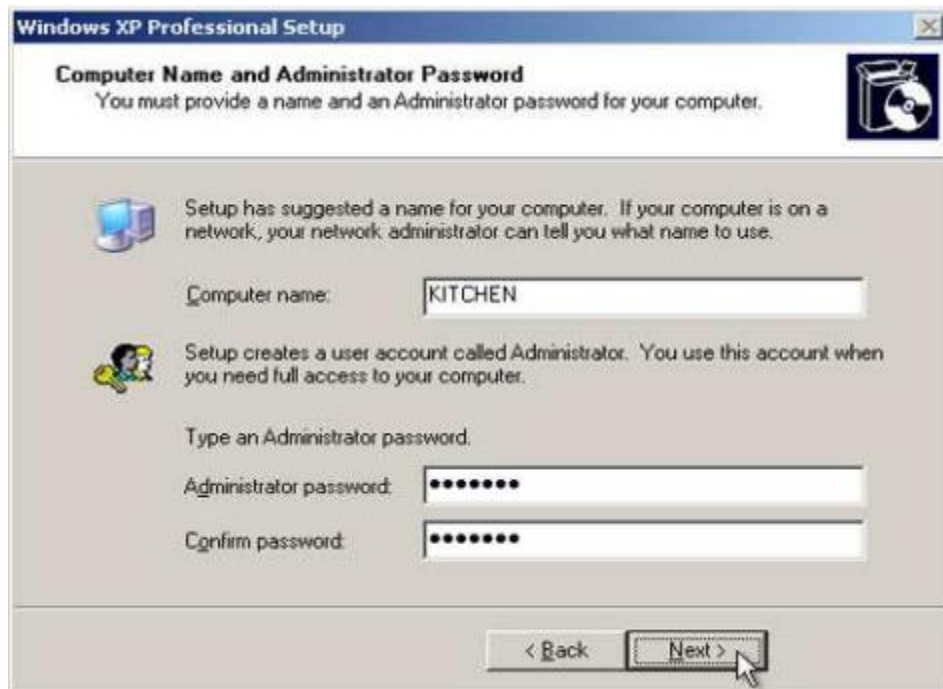 Windows XP Professional Setup
Computer Name and Administrator Password
You must provide a name and an Administrator password for your computer.
Setup has suggested a name for your computer. If your computer is on a
network, your network administrator can tell you what name to use.
Computer name: KITCHEN
Setup creates a user account called Administrator. You use this account when
you need full access to your computer.
Type an Administrator password.
Administrator password: •••••••
Confirm password: •••••••
< Back Next >